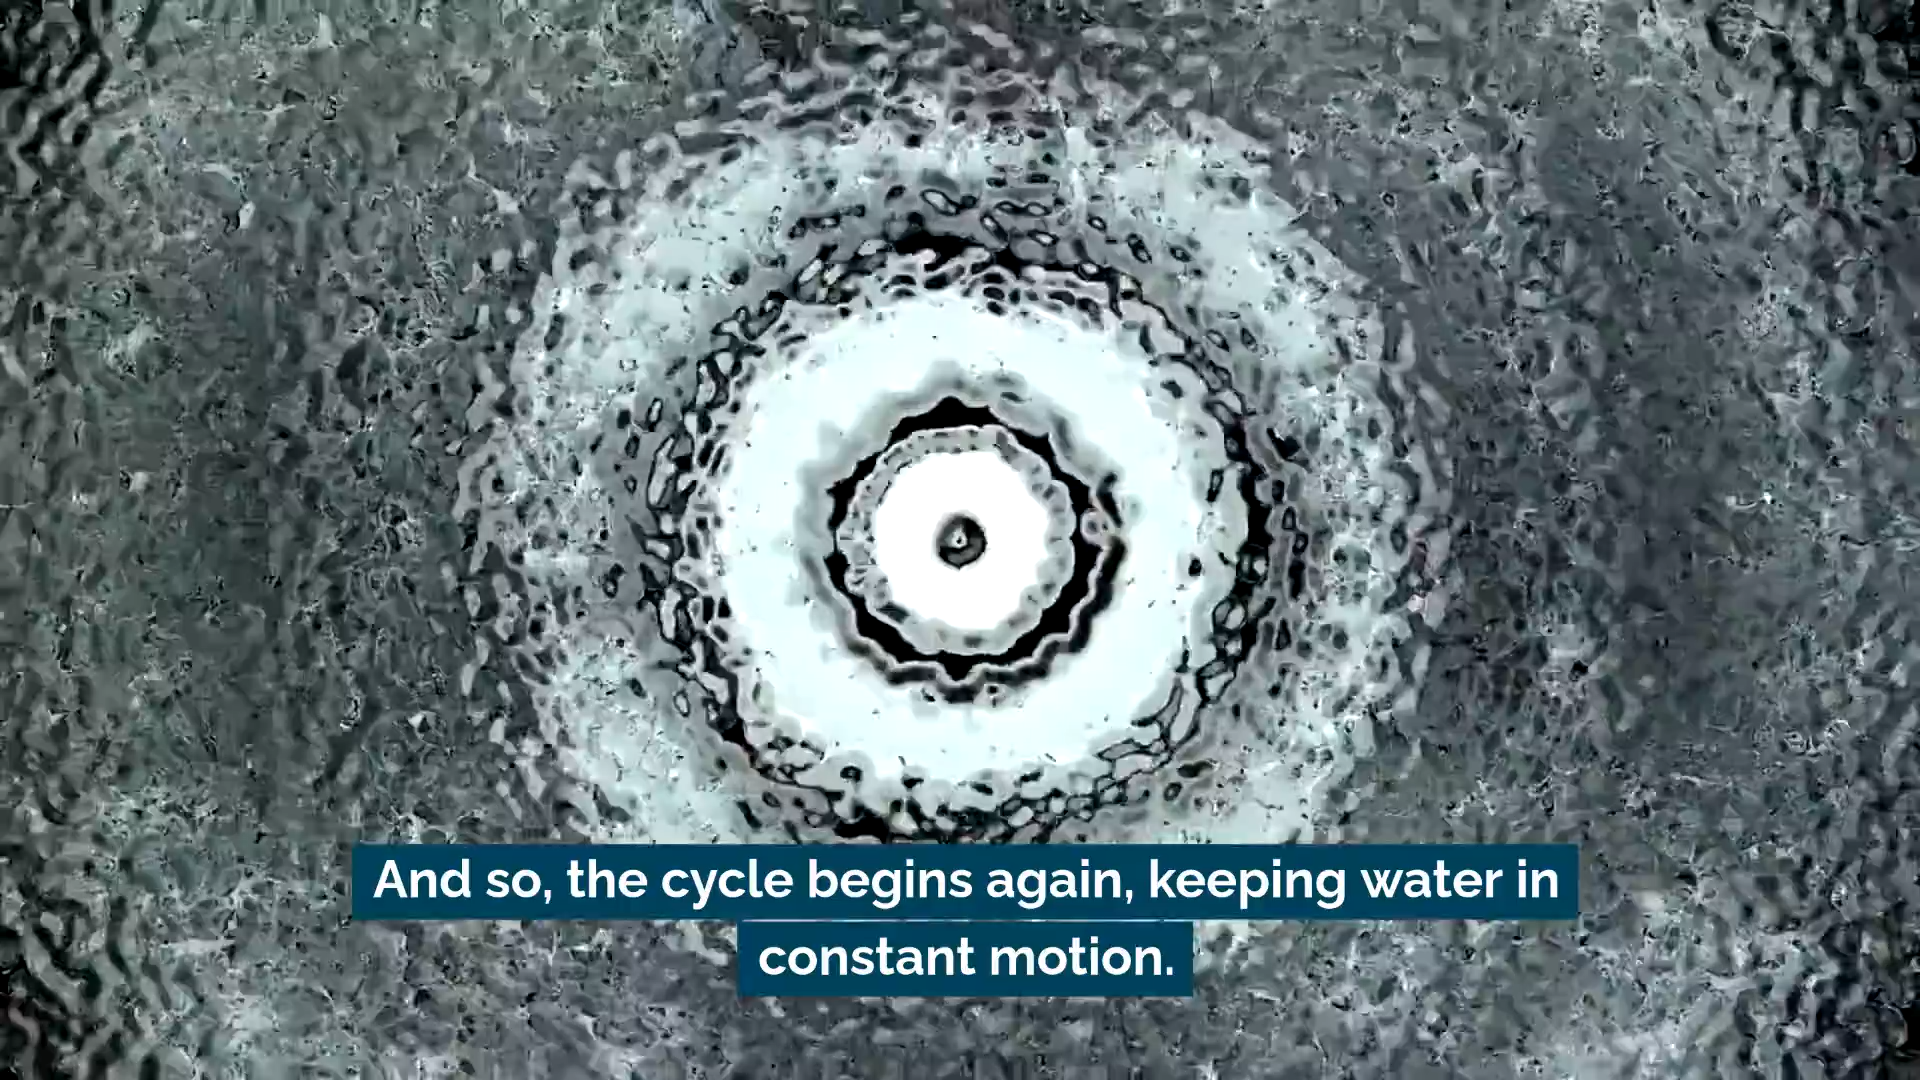 And so, the cycle begins again, keeping water in
constant motion.